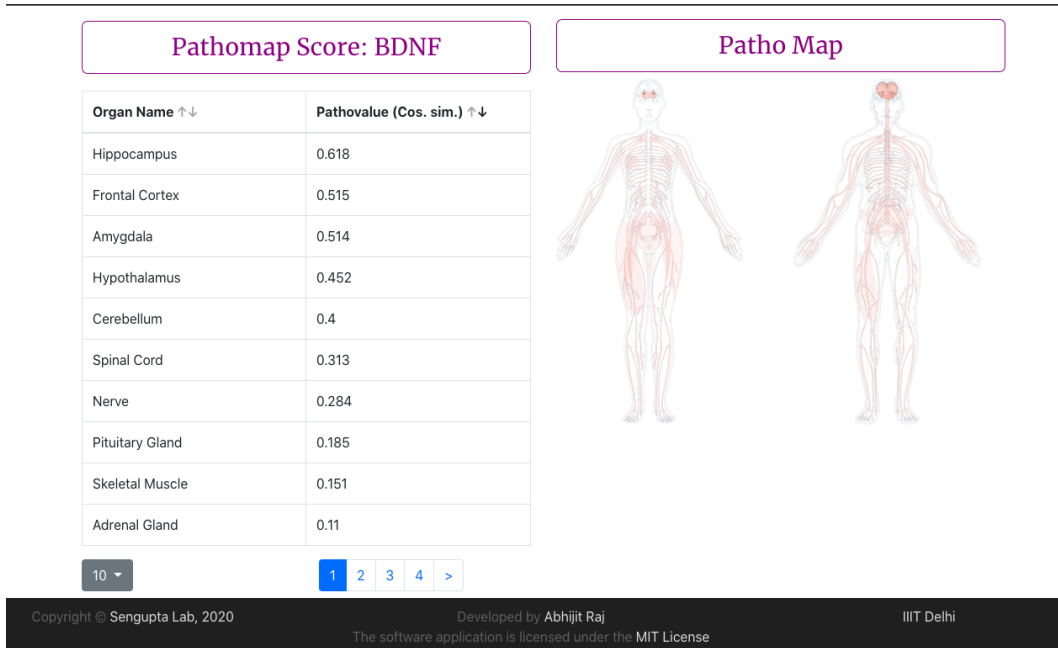 Pathomap Score: BDNF
Patho Map
Organ Name ↑↓ Pathovalue (Cos. sim.) ↑↓
Hippocampus 0.618
Frontal Cortex 0.515
Amygdala 0.514
Hypothalamus 0.452
Cerebellum 0.4
Spinal Cord 0.313
Nerve 0.284
Pituitary Gland 0.185
Skeletal Muscle 0.151
Adrenal Gland 0.11
10 1 2 3 4 >
Copyright © Sengupta Lab, 2020 Developed by Abhijit Raj IIIT Delhi
The software application is licensed under the MIT License